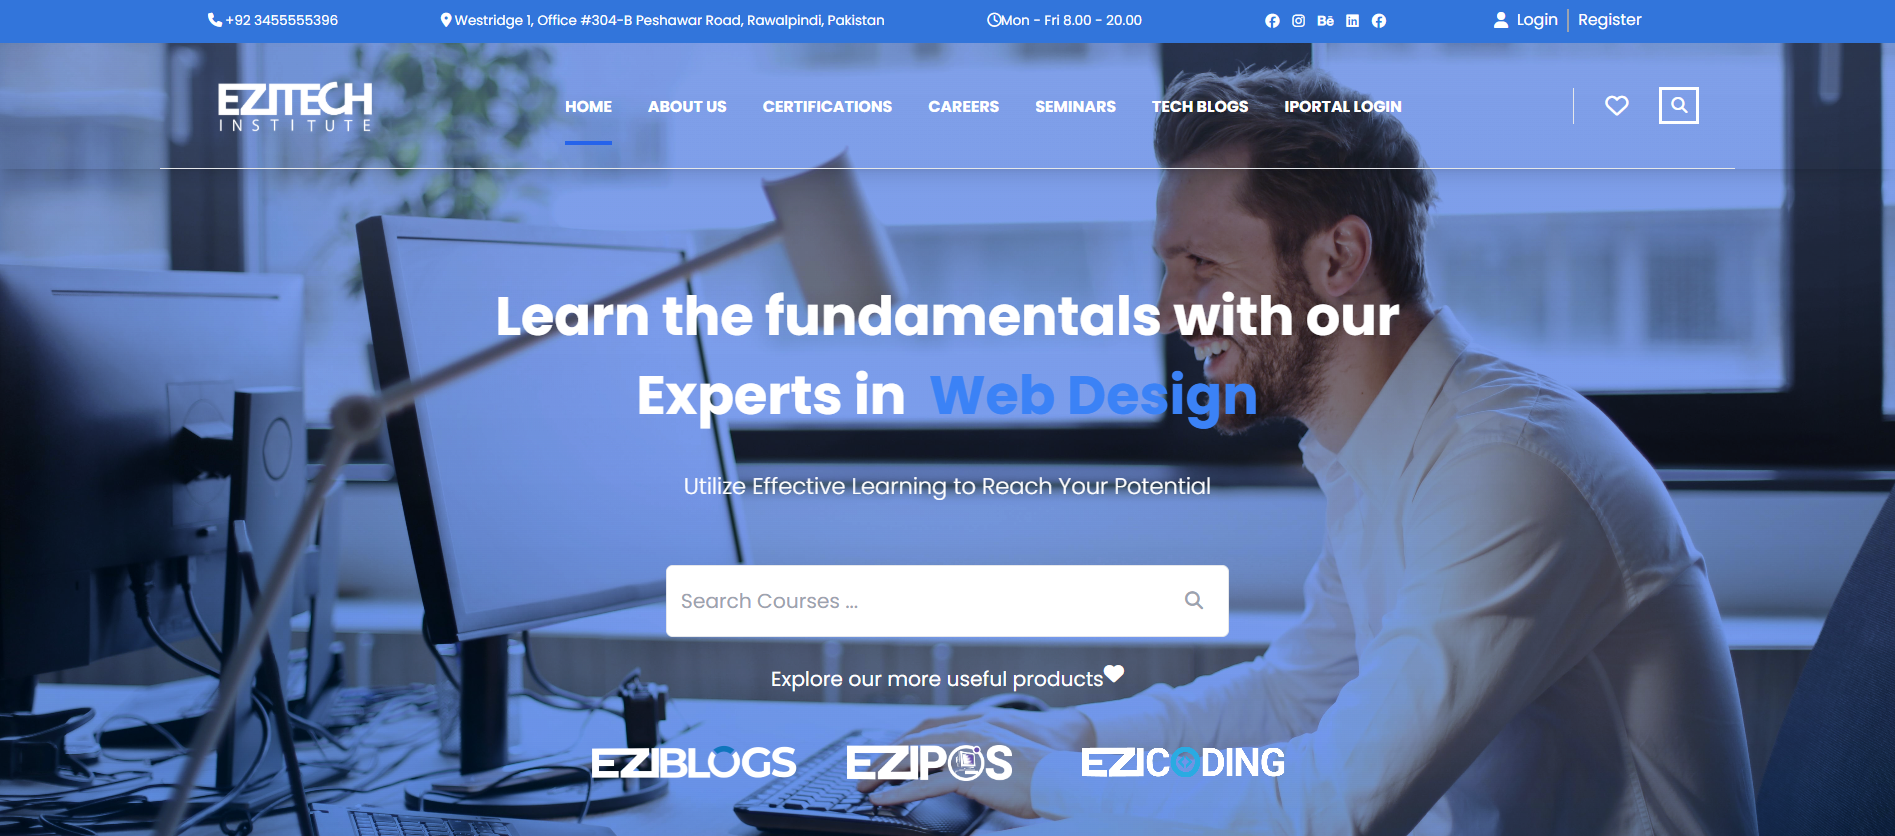 +92 3455555396
Westridge 1, Office #304-B Peshawar Road, Rawalpindi, Pakistan
Mon - Fri 8.00 - 20.00
Bē
Login
Register
EZITECH
INSTITUTE
HOME
ABOUT US
CERTIFICATIONS
CAREERS
SEMINARS
TECH BLOGS
IPORTAL LOGIN
Learn the fundamentals with our
Experts in Web Design
Utilize Effective Learning to Reach Your Potential
Search Courses ...
Explore our more useful products
EZIBLOGS
EZIPOS
EZICODING